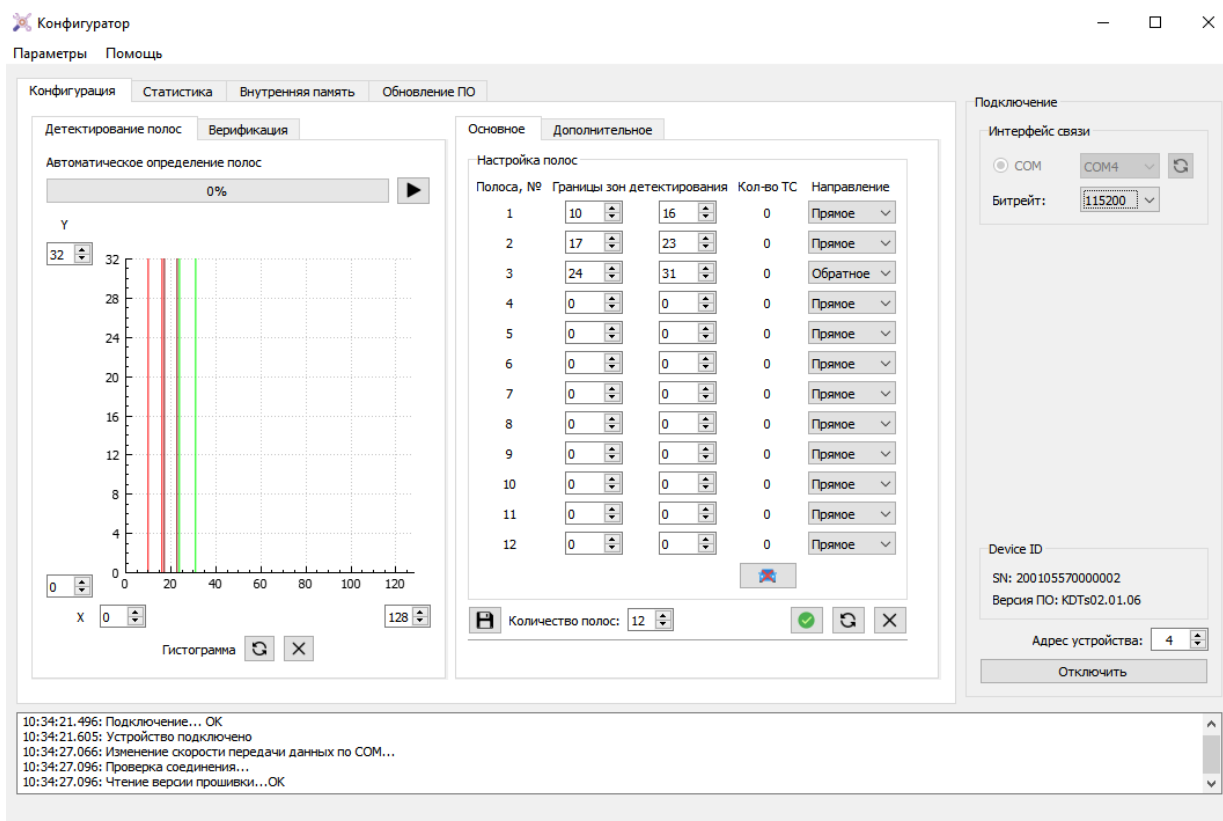 Конфигуратор
Параметры Помощь
Конфигурация Статистика Внутренняя память Обновление ПО
Детектирование полос Верификация
Автоматическое определение полос
0%
Y
32
32
28
24
20
16
12
8
4
0
0
0 20 40 60 80 100 120
X 0 128
Гистограмма
Основное Дополнительное
Настройка полос
Полоса, № Границы зон детектирования Кол-во ТС Направление
1 10 16 0 Прямое
2 17 23 0 Прямое
3 24 31 0 Обратное
4 0 0 0 Прямое
5 0 0 0 Прямое
6 0 0 0 Прямое
7 0 0 0 Прямое
8 0 0 0 Прямое
9 0 0 0 Прямое
10 0 0 0 Прямое
11 0 0 0 Прямое
12 0 0 0 Прямое
Количество полос: 12
Подключение
Интерфейс связи
COM COM4
Битрейт: 115200
Device ID
SN: 200105570000002
Версия ПО: KDTs02.01.06
Адрес устройства: 4
Отключить
10:34:21.496: Подключение... OK
10:34:21.605: Устройство подключено
10:34:27.066: Изменение скорости передачи данных по COM...
10:34:27.096: Проверка соединения...
10:34:27.096: Чтение версии прошивки...OK